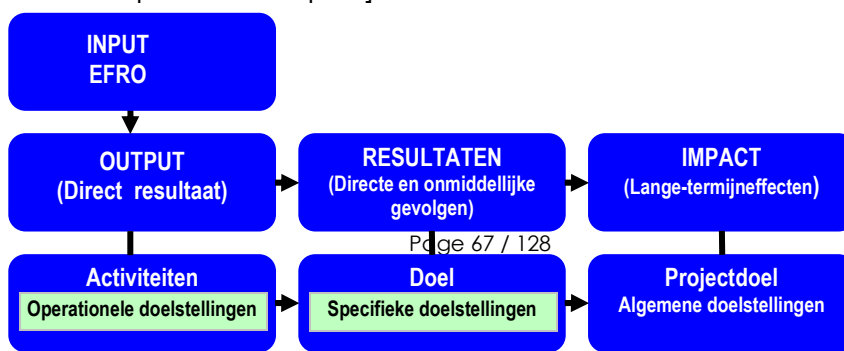 INPUT
EFRO
OUTPUT
(Direct resultaat)
RESULTATEN
(Directe en onmiddellijke
gevolgen)
IMPACT
(Lange-termijneffecten)
Page 67 / 128
Activiteiten
Operationele doelstellingen
Doel
Specifieke doelstellingen
Projectdoel
Algemene doelstellingen